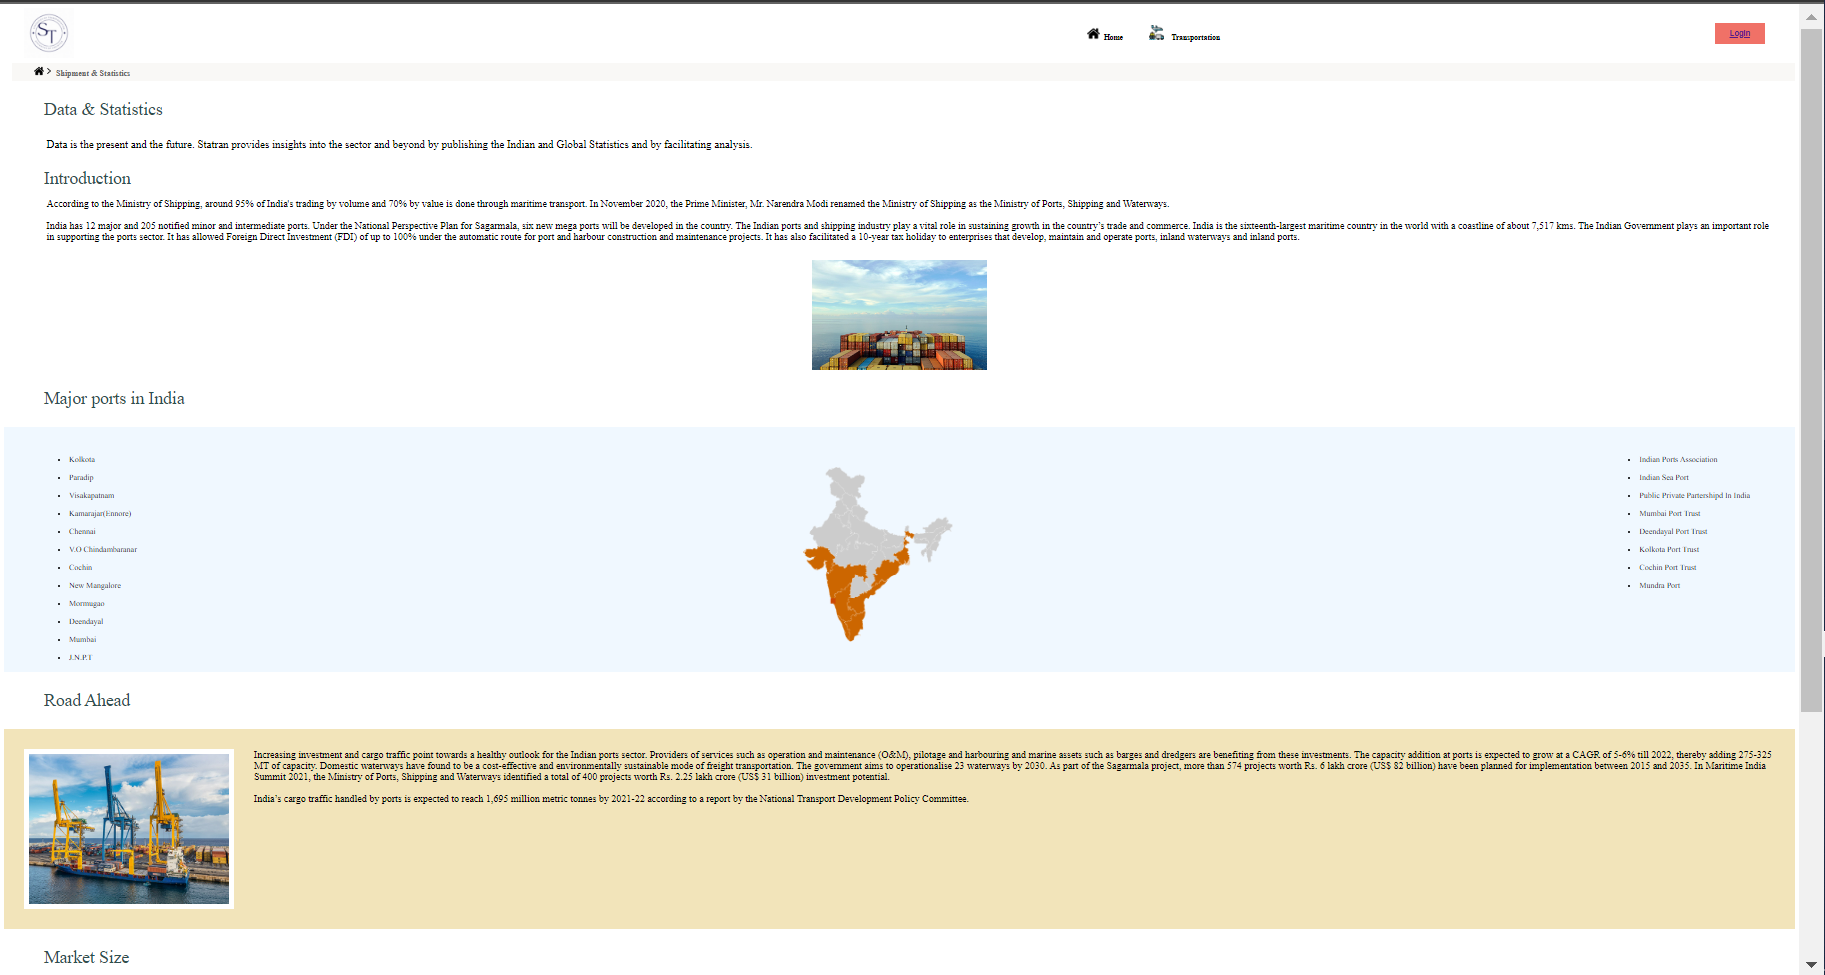 ST
Home
Transportation
Login
Shipment & Statistics
Data & Statistics
Data is the present and the future. Statran provides insights into the sector and beyond by publishing the Indian and Global Statistics and by facilitating analysis.
Introduction
According to the Ministry of Shipping, around 95% of India's trading by volume and 70% by value is done through maritime transport. In November 2020, the Prime Minister, Mr. Narendra Modi renamed the Ministry of Shipping as the Ministry of Ports, Shipping and Waterways.
India has 12 major and 205 notified minor and intermediate ports. Under the National Perspective Plan for Sagarmala, six new mega ports will be developed in the country. The Indian ports and shipping industry play a vital role in sustaining growth in the country's trade and commerce. India is the sixteenth-largest maritime country in the world with a coastline of about 7,517 kms. The Indian Government plays an important role
in supporting the ports sector. It has allowed Foreign Direct Investment (FDI) of up to 100% under the automatic route for port and harbour construction and maintenance projects. It has also facilitated a 10-year tax holiday to enterprises that develop, maintain and operate ports, inland waterways and inland ports.
Major ports in India
Kolkota
Paradip
Visakapatnam
Kamarajar(Ennore)
Chennai
V.O Chindambaranar
Cochin
New Mangalore
Mormugao
Deendayal
Mumbai
J.N.P.T
Indian Ports Association
Indian Sea Port
Public Private Partershipd In India
Mumbai Port Trust
Deendayal Port Trust
Kolkota Port Trust
Cochin Port Trust
Mundra Port
Road Ahead
Increasing investment and cargo traffic point towards a healthy outlook for the Indian ports sector. Providers of services such as operation and maintenance (O&M), pilotage and harbouring and marine assets such as barges and dredgers are benefiting from these investments. The capacity addition at ports is expected to grow at a CAGR of 5-6% till 2022, thereby adding 275-325
MT of capacity. Domestic waterways have found to be a cost-effective and environmentally sustainable mode of freight transportation. The government aims to operationalise 23 waterways by 2030. As part of the Sagarmala project, more than 574 projects worth Rs. 6 lakh crore (US$ 82 billion) have been planned for implementation between 2015 and 2035. In Maritime India
Summit 2021, the Ministry of Ports, Shipping and Waterways identified a total of 400 projects worth Rs. 2.25 lakh crore (US$ 31 billion) investment potential.
India's cargo traffic handled by ports is expected to reach 1,695 million metric tonnes by 2021-22 according to a report by the National Transport Development Policy Committee.
Market Size